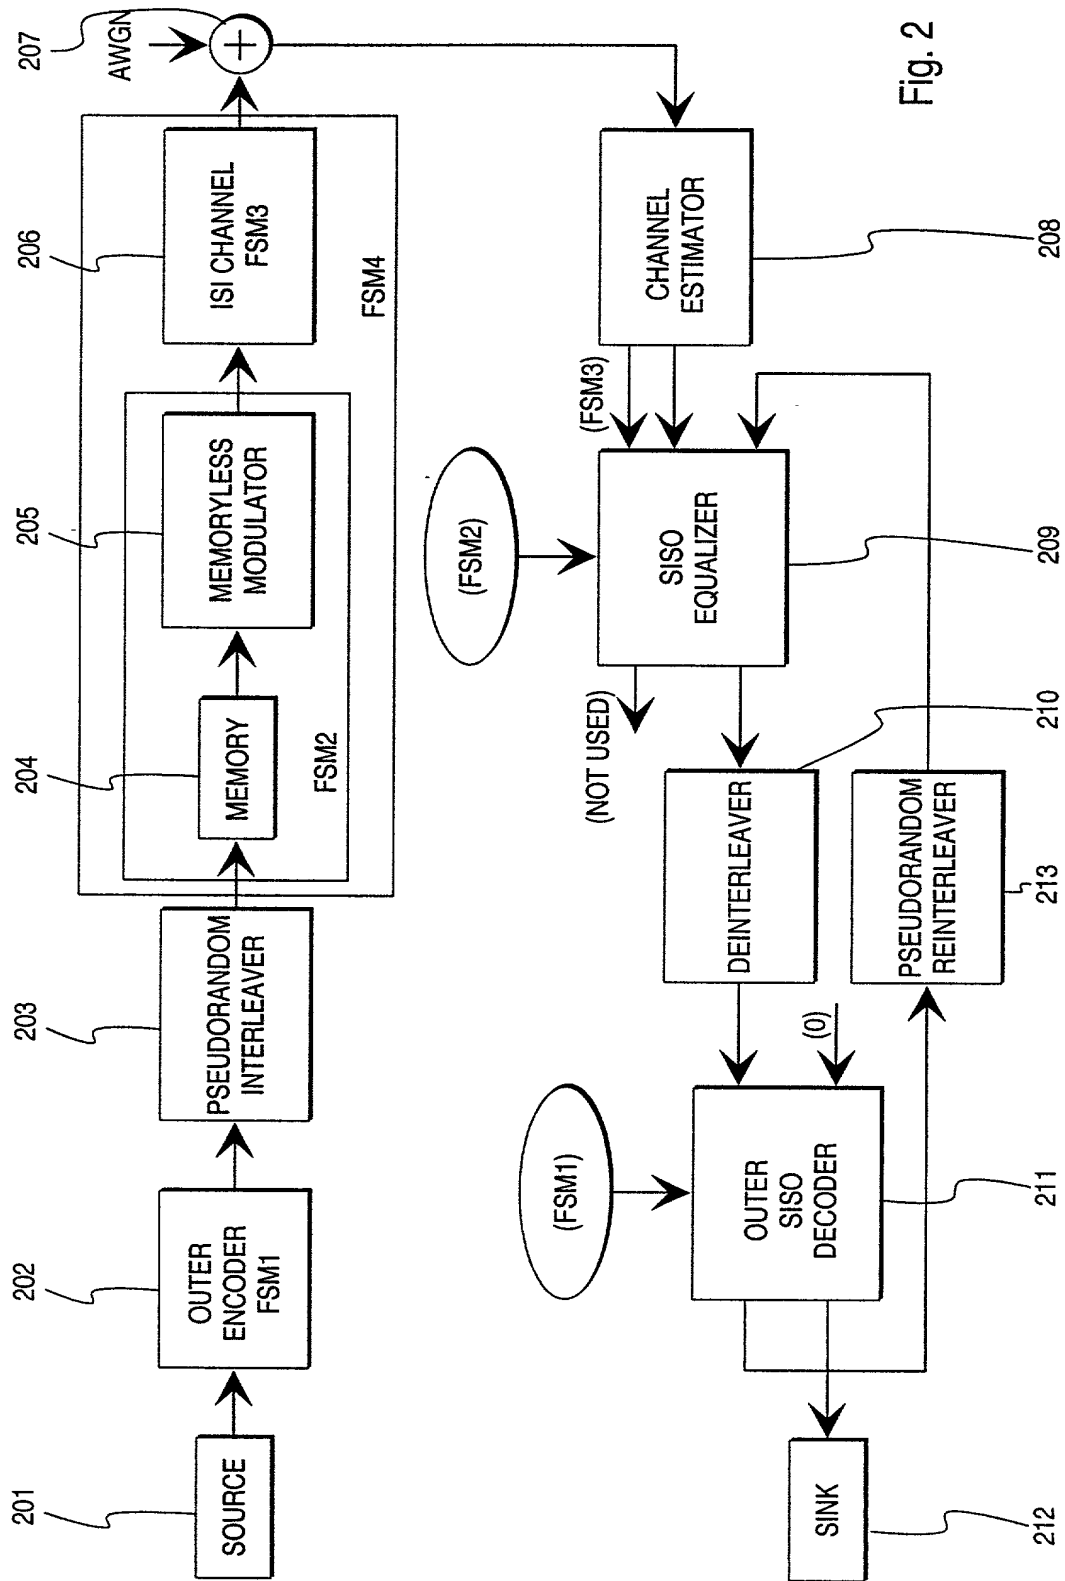 201
202
203
204
205
206
207
SOURCE
OUTER
ENCODER
FSM1
PSEUDORANDOM
INTERLEAVER
MEMORY
MEMORYLESS
MODULATOR
FSM2
ISI CHANNEL
FSM3
FSM4
AWGN
+
(FSM1)
(FSM2)
(FSM3)
SINK
OUTER
SISO
DECODER
(0)
DEINTERLEAVER
(NOT USED)
SISO
EQUALIZER
CHANNEL
ESTIMATOR
PSEUDORANDOM
REINTERLEAVER
212
211
213
210
209
208
Fig. 2